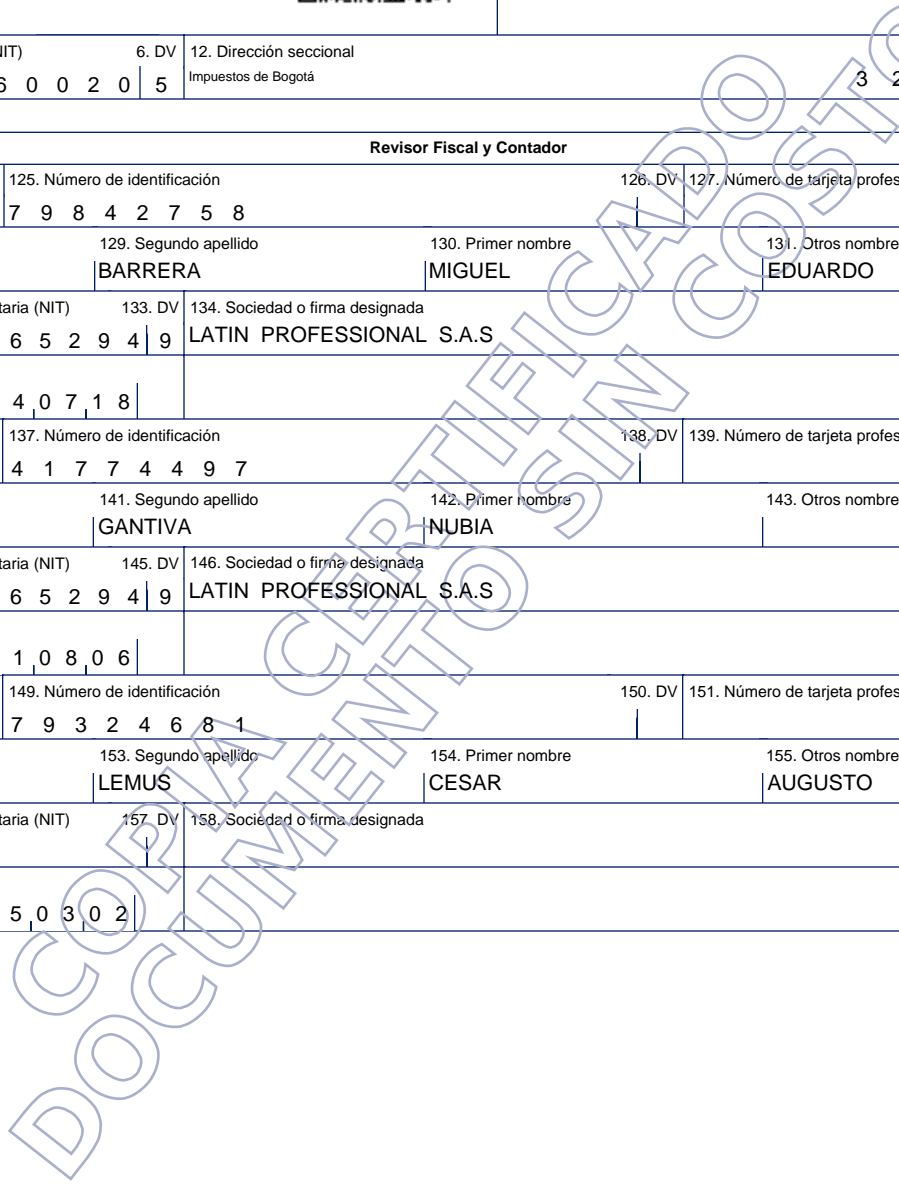 NIT) 6. DV 12. Dirección seccional
6 0 0 2 0 5 Impuestos de Bogotá 3 2
Revisor Fiscal y Contador
125. Número de identificación 126. DV 127. Número de tarjeta profes
7 9 8 4 2 7 5 8
129. Segundo apellido 130. Primer nombre 131. Otros nombre
BARRERA MIGUEL EDUARDO
taria (NIT) 133. DV 134. Sociedad o firma designada
6 5 2 9 4 9 LATIN PROFESSIONAL S.A.S
4 0 7 1 8
137. Número de identificación 138. DV 139. Número de tarjeta profes
4 1 7 7 4 4 9 7
141. Segundo apellido 142. Primer nombre 143. Otros nombre
GANTIVA NUBIA
taria (NIT) 145. DV 146. Sociedad o firma designada
6 5 2 9 4 9 LATIN PROFESSIONAL S.A.S
1 0 8 0 6
149. Número de identificación 150. DV 151. Número de tarjeta profes
7 9 3 2 4 6 8 1
153. Segundo apellido 154. Primer nombre 155. Otros nombre
LEMUS CESAR AUGUSTO
taria (NIT) 157. DV 158. Sociedad o firma designada
5 0 3 0 2
COPIA CERTIFICADO
DOCUMENTO SIN COSTO